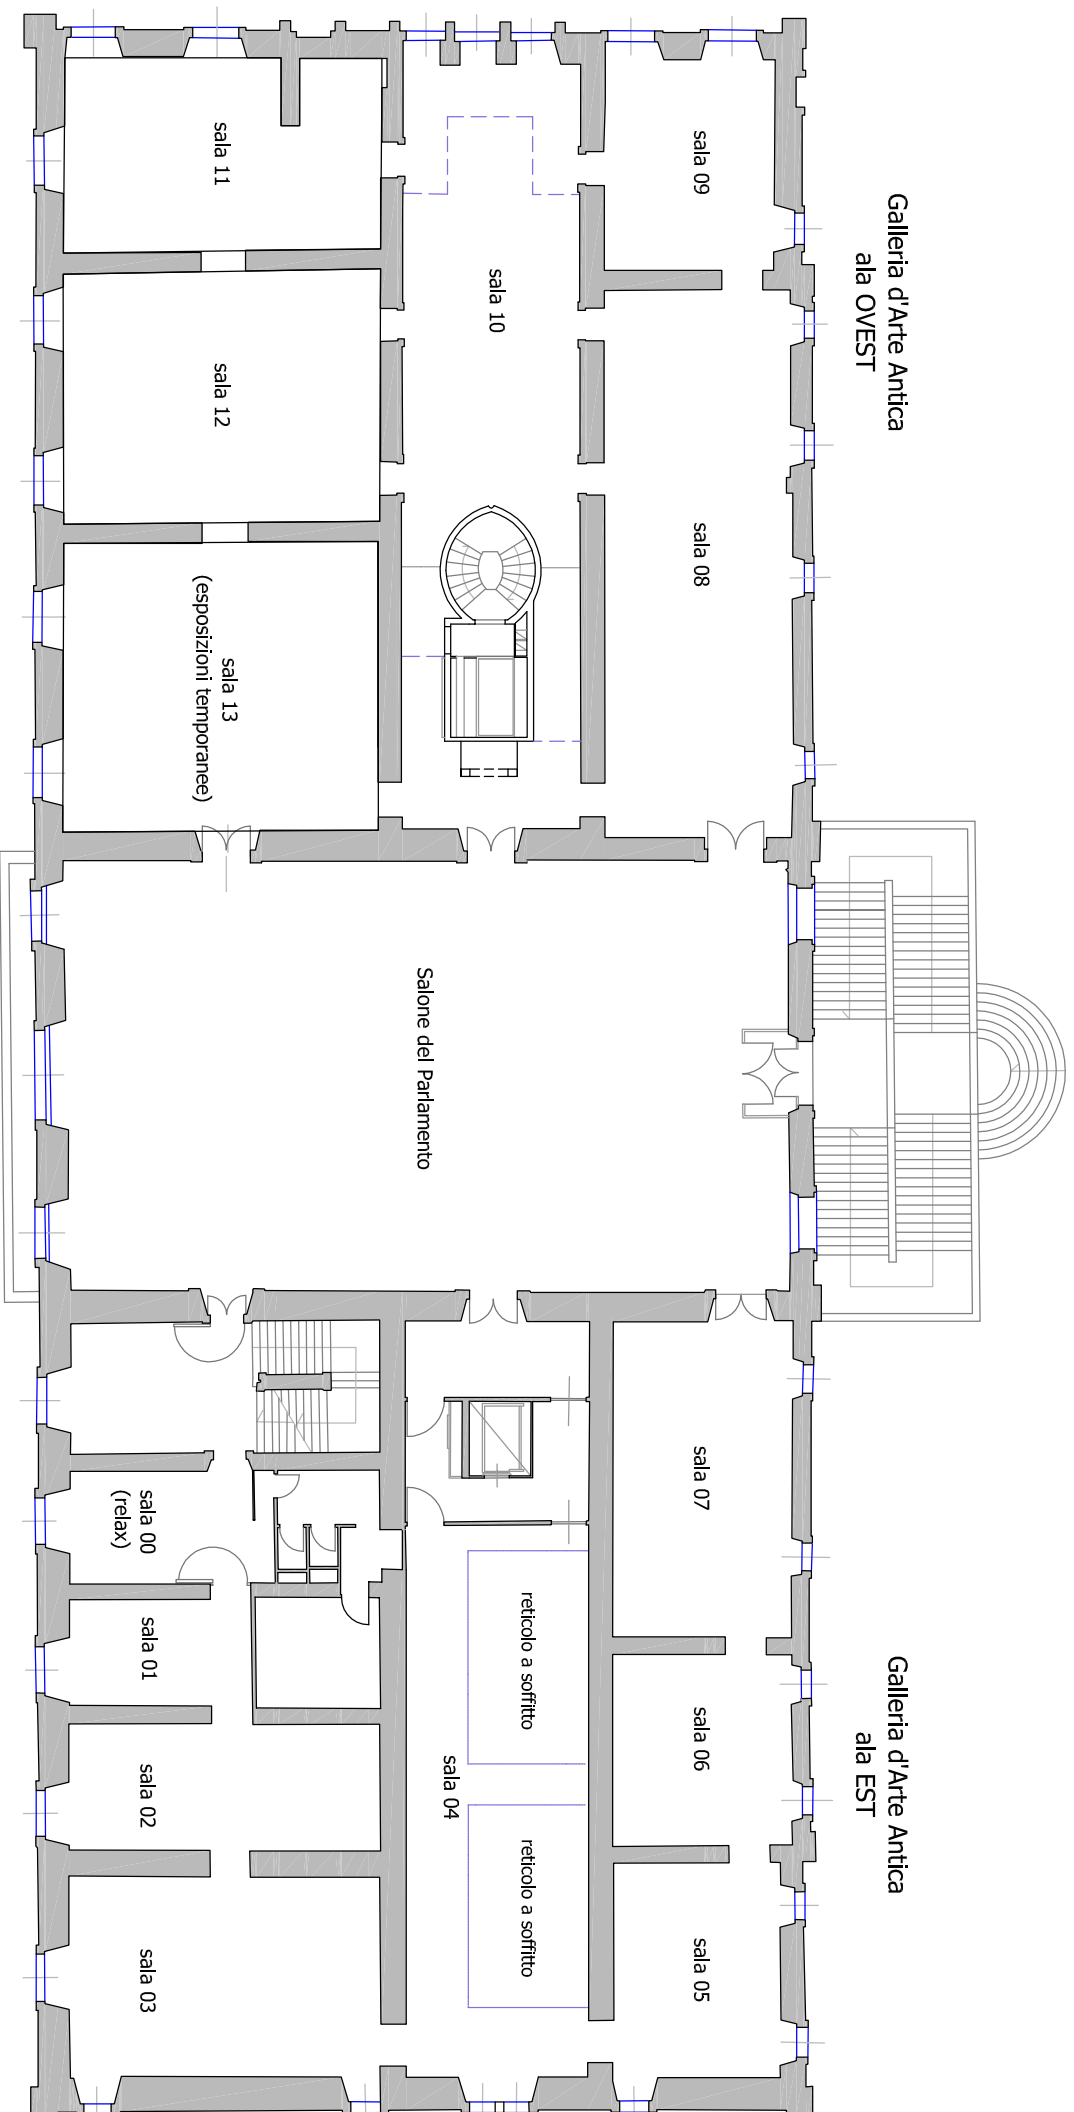 Galleria d'Arte Antica
ala OVEST
Galleria d'Arte Antica
ala EST
sala 09
sala 08
sala 07
sala 06
sala 05
sala 10
Salone del Parlamento
reticolo a soffitto
reticolo a soffitto
sala 04
sala 11
sala 12
sala 13
(esposizioni temporanee)
sala 00
(relax)
sala 01
sala 02
sala 03